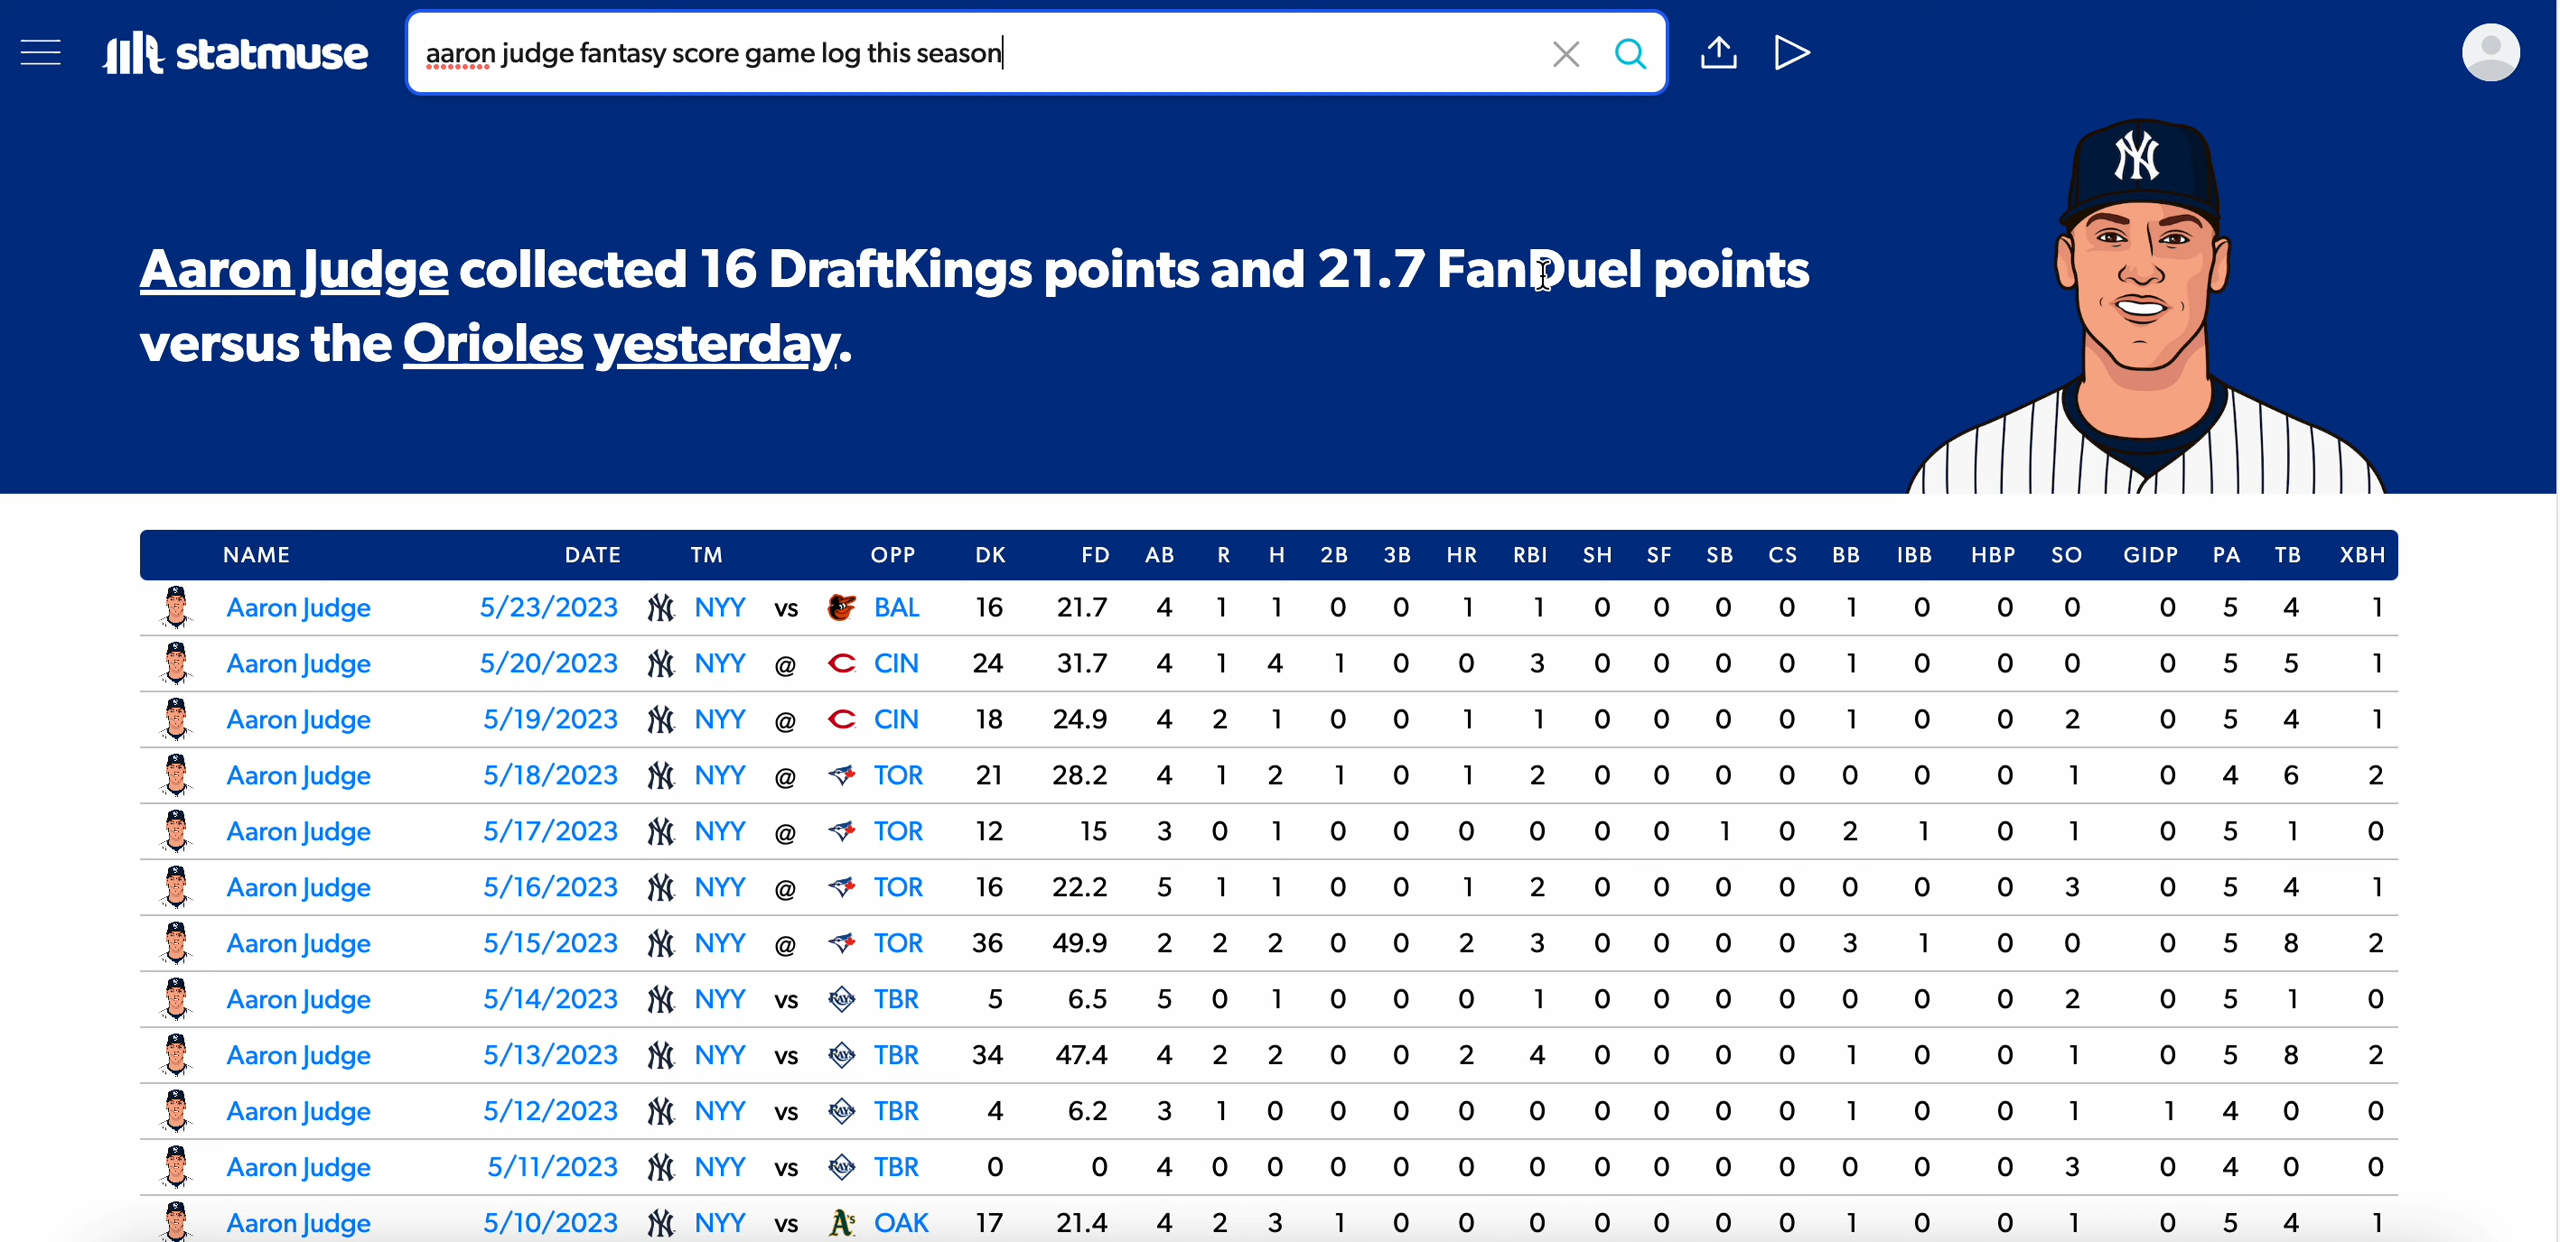 statmuse
aaron judge fantasy score game log this season
Aaron Judge collected 16 DraftKings points and 21.7 FanDuel points
versus the Orioles yesterday.
NAME DATE TM OPP DK FD AB R H 2B 3B HR RBI SH SF SB CS BB IBB HBP SO GIDP PA TB XBH
Aaron Judge 5/23/2023 NYY vs BAL 16 21.7 4 1 1 0 0 1 1 0 0 0 0 1 0 0 0 0 5 4 1
Aaron Judge 5/20/2023 NYY @ CIN 24 31.7 4 1 4 1 0 0 3 0 0 0 0 1 0 0 0 0 5 5 1
Aaron Judge 5/19/2023 NYY @ CIN 18 24.9 4 2 1 0 0 1 1 0 0 0 0 1 0 0 2 0 5 4 1
Aaron Judge 5/18/2023 NYY @ TOR 21 28.2 4 1 2 1 0 1 2 0 0 0 0 0 0 0 1 0 4 6 2
Aaron Judge 5/17/2023 NYY @ TOR 12 15 3 0 1 0 0 0 0 0 0 1 0 2 1 0 1 0 5 1 0
Aaron Judge 5/16/2023 NYY @ TOR 16 22.2 5 1 1 0 0 1 2 0 0 0 0 0 0 0 3 0 5 4 1
Aaron Judge 5/15/2023 NYY @ TOR 36 49.9 2 2 2 0 0 2 3 0 0 0 0 3 1 0 0 0 5 8 2
Aaron Judge 5/14/2023 NYY vs TBR 5 6.5 5 0 1 0 0 0 1 0 0 0 0 0 0 0 2 0 5 1 0
Aaron Judge 5/13/2023 NYY vs TBR 34 47.4 4 2 2 0 0 2 4 0 0 0 0 1 0 0 1 0 5 8 2
Aaron Judge 5/12/2023 NYY vs TBR 4 6.2 3 1 0 0 0 0 0 0 0 0 0 1 0 0 1 1 4 0 0
Aaron Judge 5/11/2023 NYY vs TBR 0 0 4 0 0 0 0 0 0 0 0 0 0 0 0 0 3 0 4 0 0
Aaron Judge 5/10/2023 NYY vs OAK 17 21.4 4 2 3 1 0 0 0 0 0 0 0 1 0 0 1 0 5 4 1